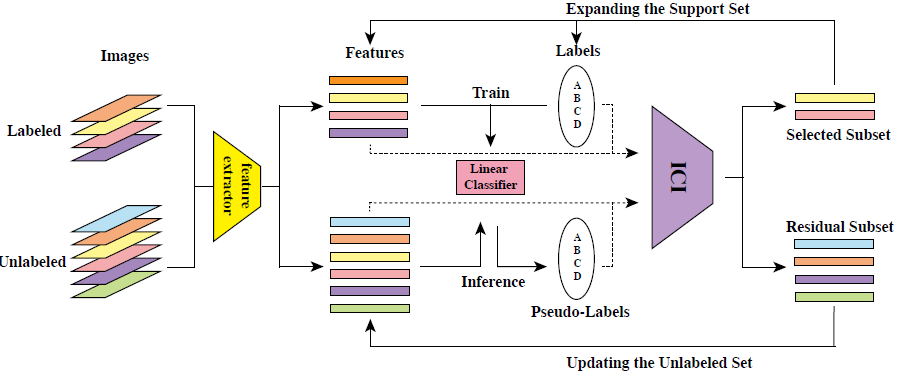 Expanding the Support Set
Images
Features
Labels
Labeled
feature
extractor
Train
A
B
C
D
Linear
Classifier
ICI
Selected Subset
Unlabeled
Inference
A
B
C
D
Pseudo-Labels
Residual Subset
Updating the Unlabeled Set